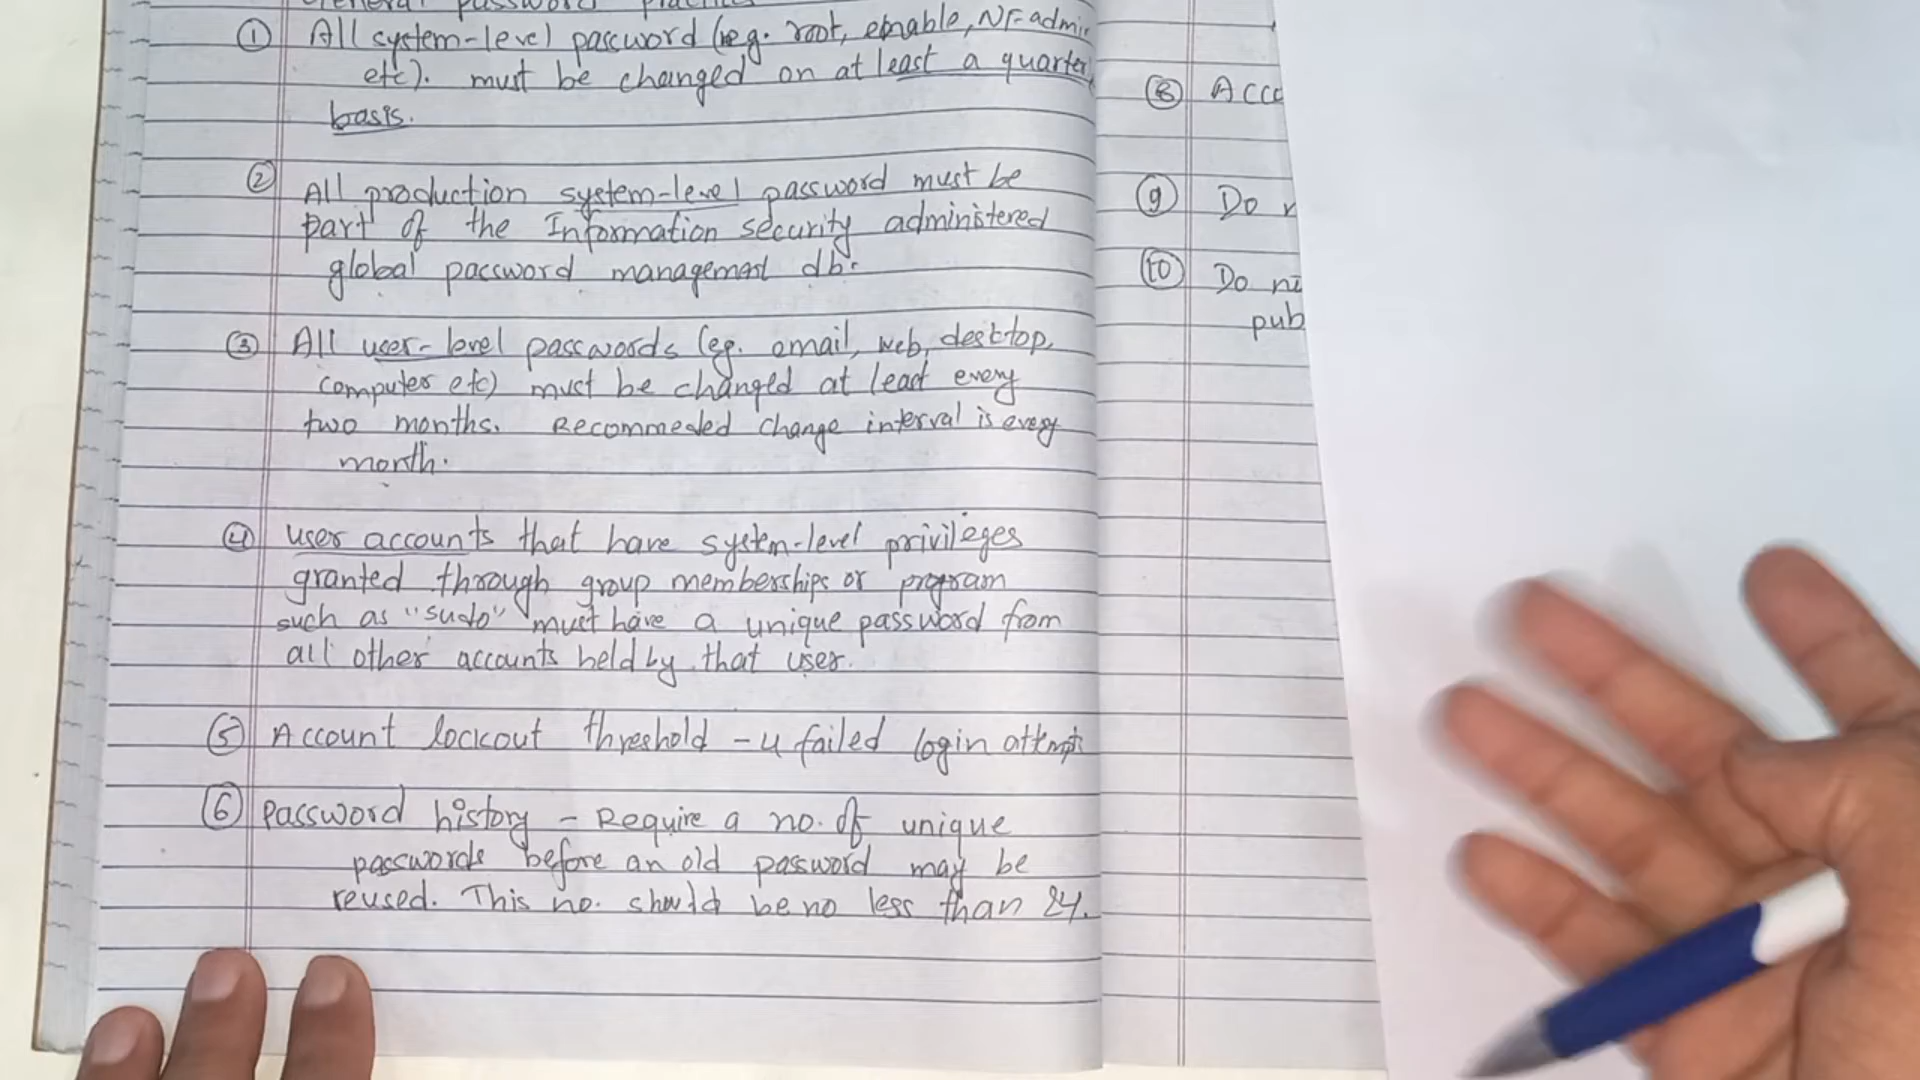 General password
① All system-level password (eg. root, enable, NF-admi
etc). must be changed on at least a quarter
basis.
② All production system-level password must be
part of the Information security administered
global password management db.
③ All user-level passwords (eg. email, web, desktop,
computer etc) must be changed at least every
two months. Recommeded change interval is every
month.
④ user accounts that have system-level privileges
granted through group memberships or program
such as "sudo" must have a unique password from
all other accounts held by that user.
⑤ Account lockout threshold - 4 failed login attempts
⑥ Password history - Require a no. of unique
passwords before an old password may be
reused. This no. should be no less than 24.
⑧ Acc
⑨ Do
⑩ Do
pub